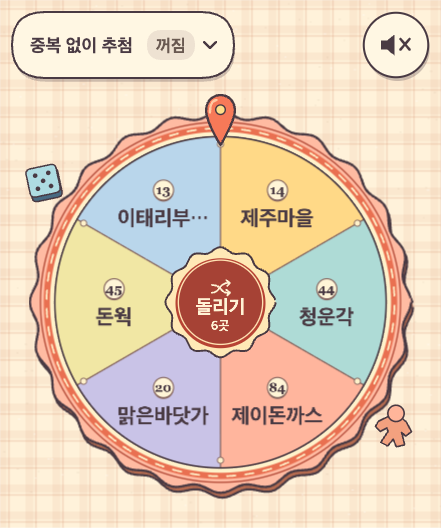 중복 없이 추첨 꺼짐
13
이태리부…
14
제주마을
45
돈웍
44
청운각
돌리기
6곳
20
맑은바닷가
84
제이돈까스